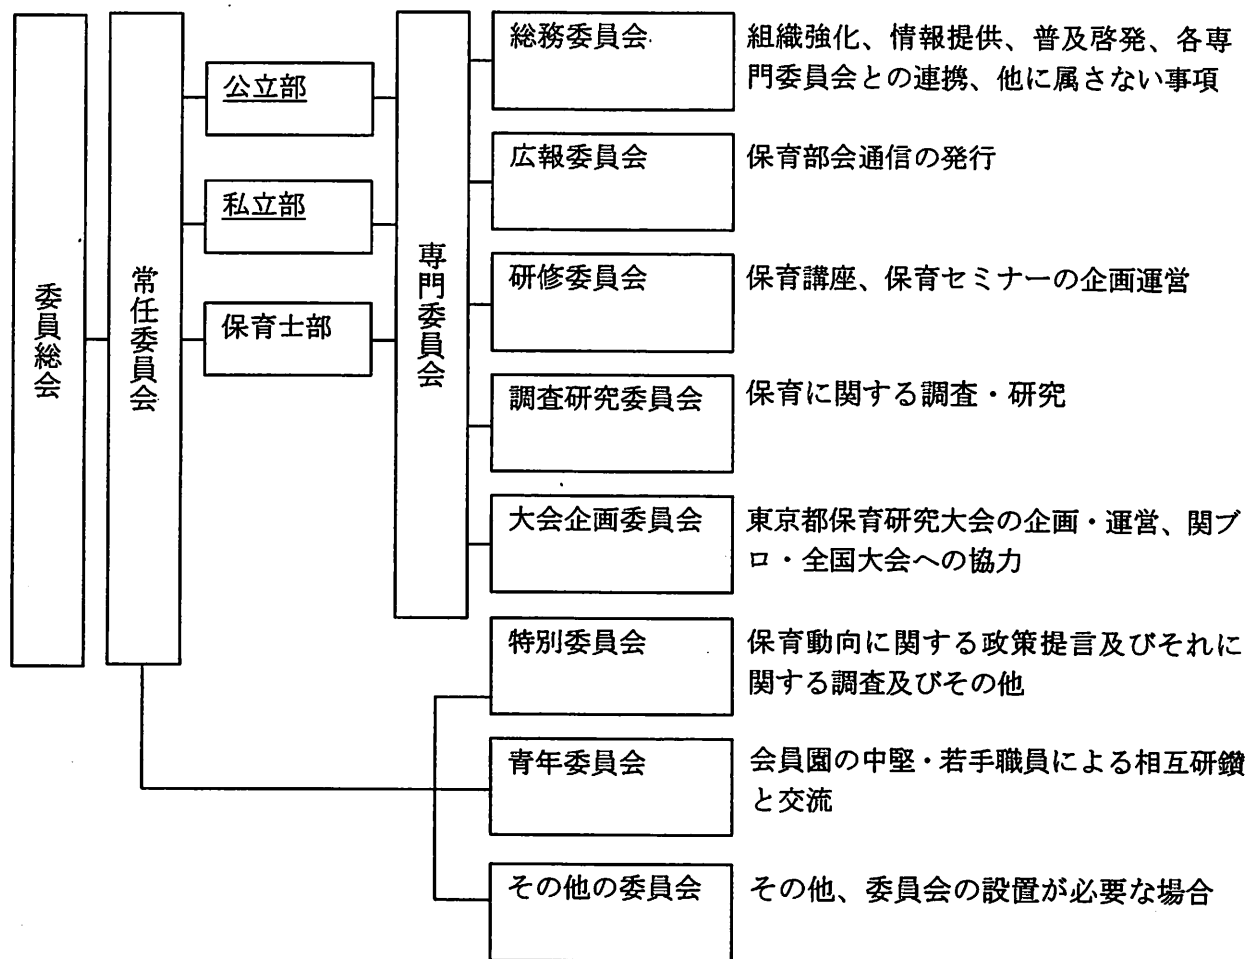 委員総会
常任委員会
公立部
私立部
保育士部
専門委員会
総務委員会
組織強化、情報提供、普及啓発、各専
門委員会との連携、他に属さない事項
広報委員会
保育部会通信の発行
研修委員会
保育講座、保育セミナーの企画運営
調査研究委員会
保育に関する調査・研究
大会企画委員会
東京都保育研究大会の企画・運営、関ブ
ロ・全国大会への協力
特別委員会
保育動向に関する政策提言及びそれに
関する調査及びその他
青年委員会
会員園の中堅・若手職員による相互研鑽
と交流
その他の委員会
その他、委員会の設置が必要な場合